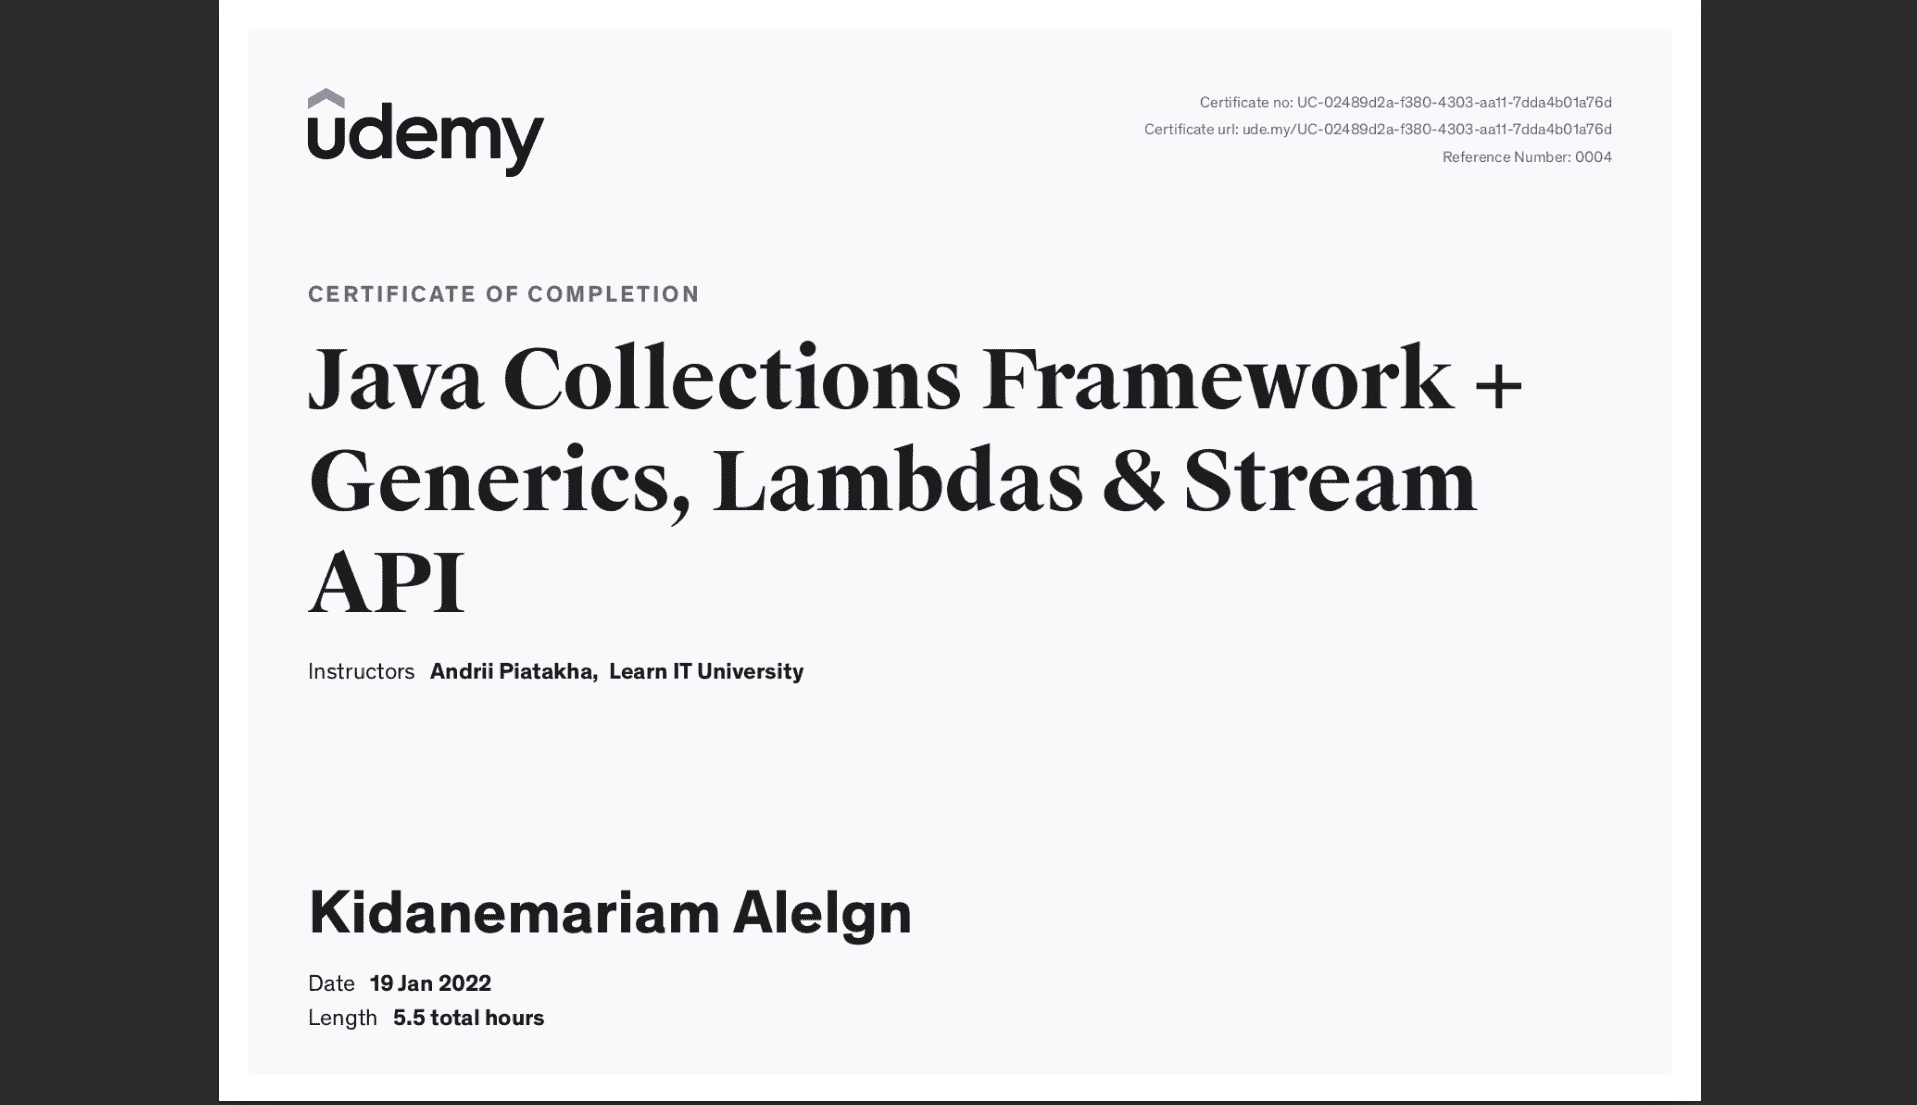 udemy
Certificate no: UC-02489d2a-f380-4303-aa11-7dda4b01a76d
Certificate url: ude.my/UC-02489d2a-f380-4303-aa11-7dda4b01a76d
Reference Number: 0004
CERTIFICATE OF COMPLETION
Java Collections Framework +
Generics, Lambdas & Stream
API
Instructors Andrii Piatakha, Learn IT University
Kidanemariam Alelgn
Date 19 Jan 2022
Length 5.5 total hours